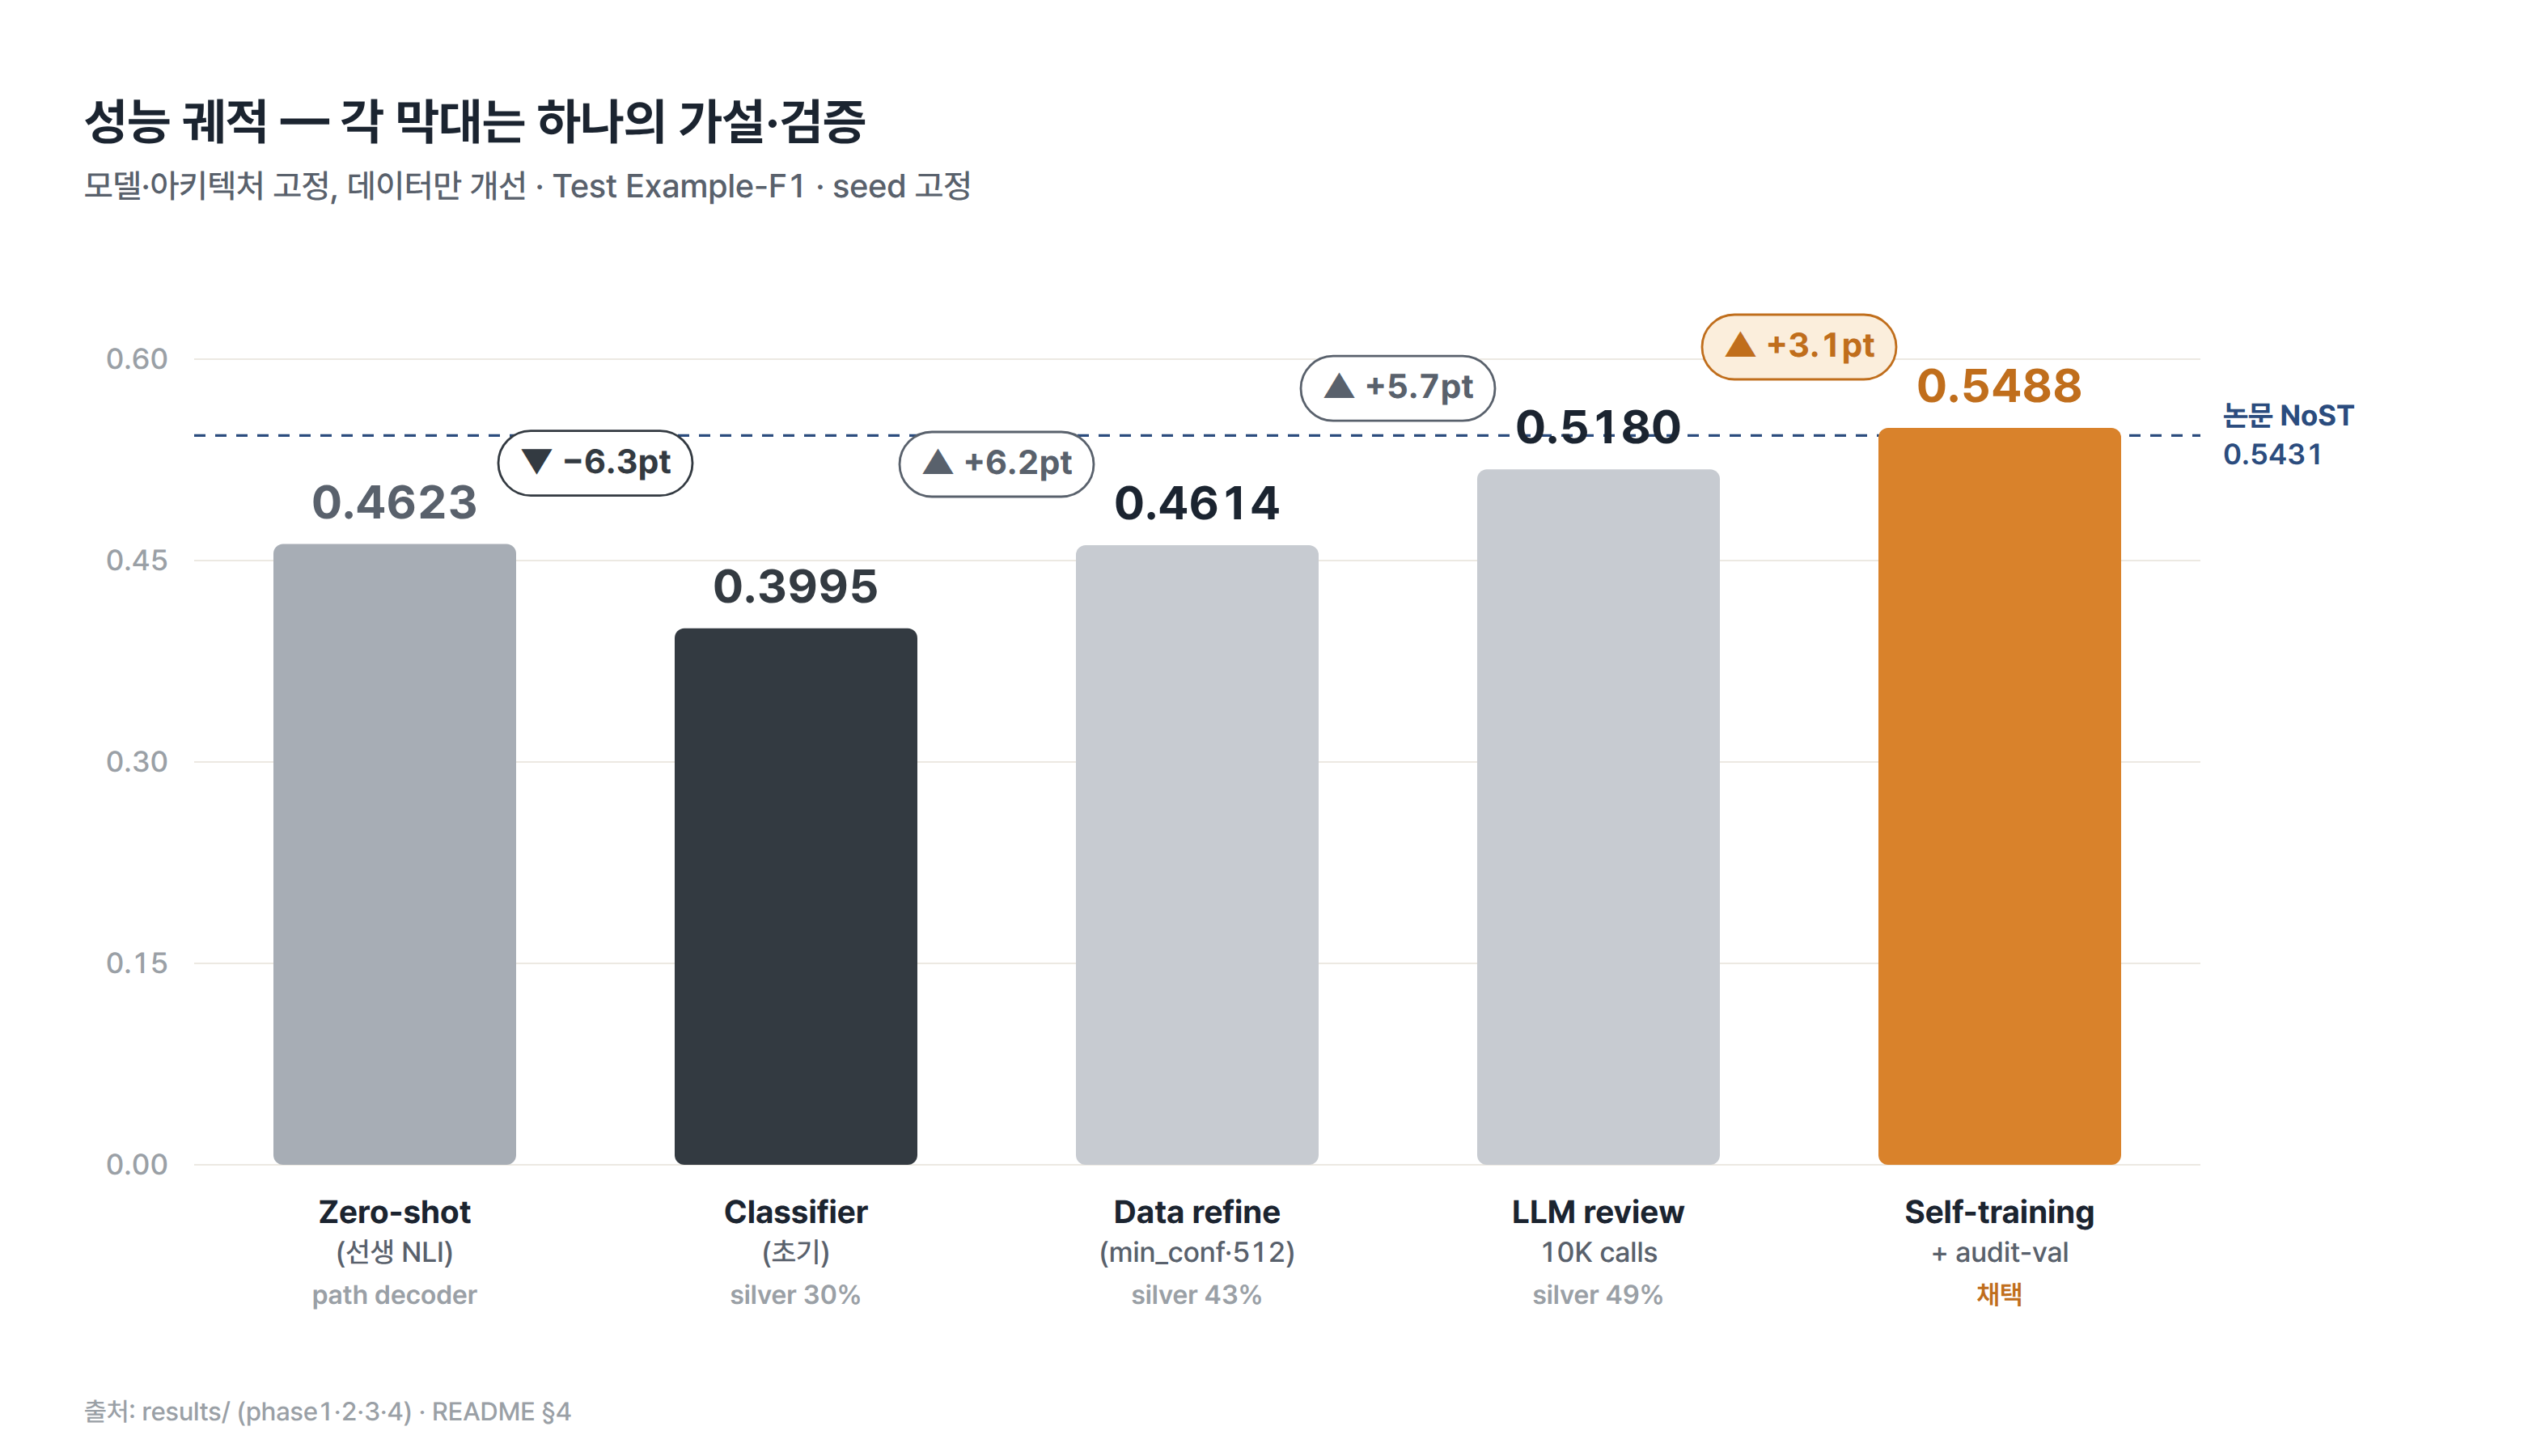 성능 궤적 — 각 막대는 하나의 가설·검증
모델·아키텍처 고정, 데이터만 개선 · Test Example-F1 · seed 고정
0.60
0.45
0.30
0.15
0.00
▼ −6.3pt
▲ +6.2pt
▲ +5.7pt
▲ +3.1pt
0.4623
0.3995
0.4614
0.5180
0.5488
논문 NoST
0.5431
Zero-shot
(선생 NLI)
path decoder
Classifier
(초기)
silver 30%
Data refine
(min_conf·512)
silver 43%
LLM review
10K calls
silver 49%
Self-training
+ audit-val
채택
출처: results/ (phase1·2·3·4) · README §4